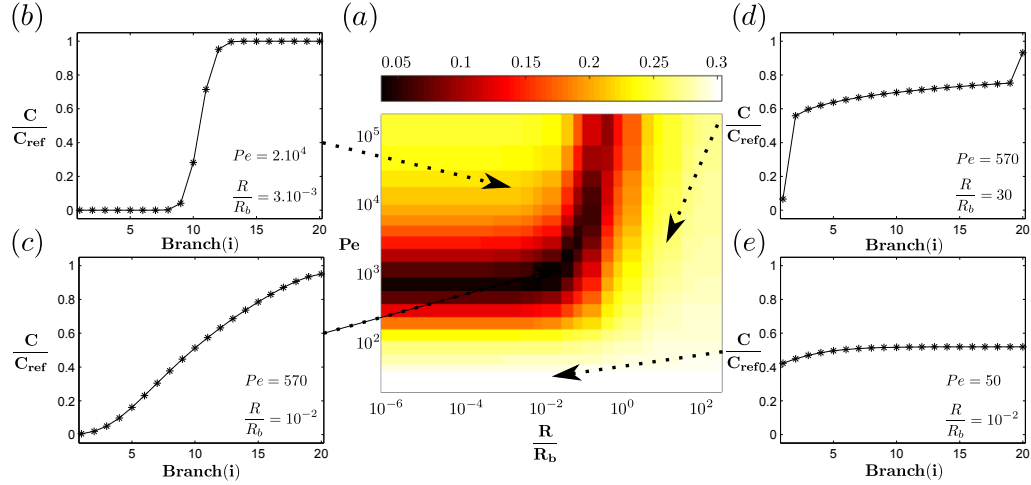 (b)
1
0.8
0.6
0.4
0.2
0
C
C_ref
Pe = 2.10^4
R
R_b
= 3.10^−3
5
10
15
20
Branch(i)
(a)
0.05
0.1
0.15
0.2
0.25
0.3
10^5
10^4
Pe
10^3
10^2
10^−6
10^−4
10^−2
10^0
10^2
R
R_b
(d)
1
0.8
0.6
0.4
0.2
0
C
C_ref
Pe = 570
R
R_b
= 30
5
10
15
20
Branch(i)
(c)
1
0.8
0.6
0.4
0.2
0
C
C_ref
Pe = 570
R
R_b
= 10^−2
5
10
15
20
Branch(i)
(e)
1
0.8
0.6
0.4
0.2
0
C
C_ref
Pe = 50
R
R_b
= 10^−2
5
10
15
20
Branch(i)